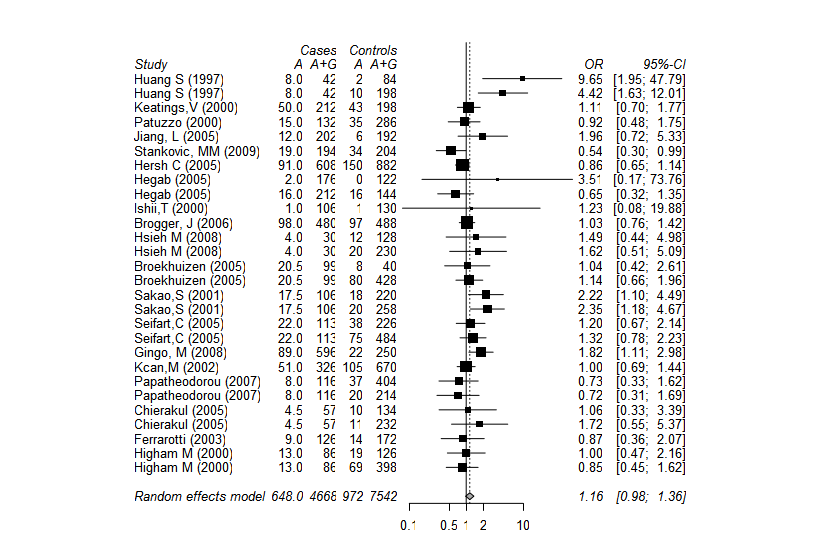 Cases Controls
Study A A+G A A+G OR 95%-CI
Huang S (1997) 8.0 42 2 84 9.65 [1.95; 47.79]
Huang S (1997) 8.0 42 10 198 4.42 [1.63; 12.01]
Keatings,V (2000) 50.0 212 43 198 1.11 [0.70; 1.77]
Patuzzo (2000) 15.0 132 35 286 0.92 [0.48; 1.75]
Jiang, L (2005) 12.0 202 6 192 1.96 [0.72; 5.33]
Stankovic, MM (2009) 19.0 194 34 204 0.54 [0.30; 0.99]
Hersh C (2005) 91.0 608 150 882 0.86 [0.65; 1.14]
Hegab (2005) 2.0 176 0 122 3.51 [0.17; 73.76]
Hegab (2005) 16.0 212 16 144 0.65 [0.32; 1.35]
Ishii,T (2000) 1.0 106 1 130 1.23 [0.08; 19.88]
Brogger, J (2006) 98.0 480 97 488 1.03 [0.76; 1.42]
Hsieh M (2008) 4.0 30 12 128 1.49 [0.44; 4.98]
Hsieh M (2008) 4.0 30 20 230 1.62 [0.51; 5.09]
Broekhuizen (2005) 20.5 99 8 40 1.04 [0.42; 2.61]
Broekhuizen (2005) 20.5 99 80 428 1.14 [0.66; 1.96]
Sakao,S (2001) 17.5 106 18 220 2.22 [1.10; 4.49]
Sakao,S (2001) 17.5 106 20 258 2.35 [1.18; 4.67]
Seifart,C (2005) 22.0 113 38 226 1.20 [0.67; 2.14]
Seifart,C (2005) 22.0 113 75 484 1.32 [0.78; 2.23]
Gingo, M (2008) 89.0 596 22 250 1.82 [1.11; 2.98]
Kcan,M (2002) 51.0 326 105 670 1.00 [0.69; 1.44]
Papatheodorou (2007) 8.0 116 37 404 0.73 [0.33; 1.62]
Papatheodorou (2007) 8.0 116 20 214 0.72 [0.31; 1.69]
Chierakul (2005) 4.5 57 10 134 1.06 [0.33; 3.39]
Chierakul (2005) 4.5 57 11 232 1.72 [0.55; 5.37]
Ferrarotti (2003) 9.0 126 14 172 0.87 [0.36; 2.07]
Higham M (2000) 13.0 86 19 126 1.00 [0.47; 2.16]
Higham M (2000) 13.0 86 69 398 0.85 [0.45; 1.62]
Random effects model 648.0 4668 972 7542 1.16 [0.98; 1.36]
0.1 0.5 1 2 10